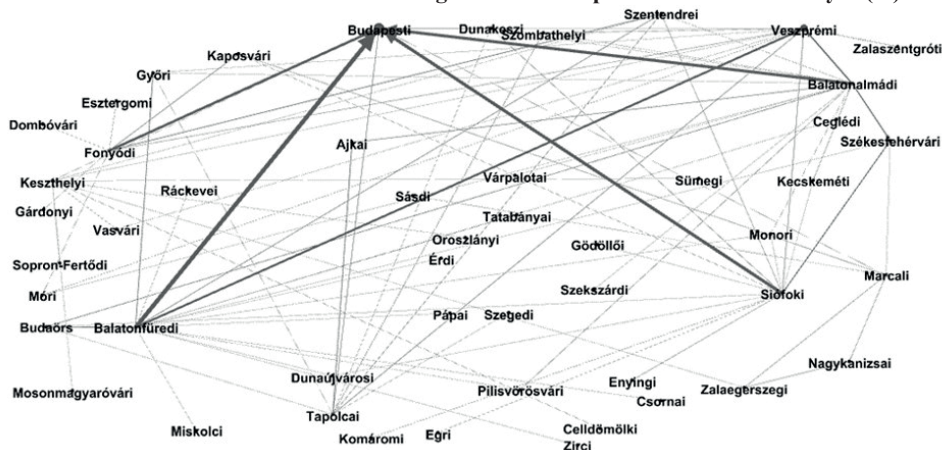 Szentendrei
Budapesti
Dunakeszi
Szombathelyi
Veszprémi
Zalaszentgróti
Kaposvári
Győri
Balatonalmádi
Esztergomi
Dombóvári
Ceglédi
Székesfehérvári
Ajkai
Fonyódi
Keszthelyi
Ráckevei
Sásdi
Várpalotai
Sümegi
Kecskeméti
Gárdonyi
Vasvári
Tatabányai
Oroszlányi
Gödöllői
Monori
Érdi
Sopron-Fertődi
Marcali
Móri
Szekszárdi
Siófoki
Budaörs
Balatonfüredi
Pápai
Szegedi
Nagykanizsai
Dunaújvárosi
Mosonmagyaróvári
Pilisvörösvári
Enyingi
Csornai
Zalaegerszegi
Tapolcai
Miskolci
Komáromi
Egri
Celldömölki
Zirci